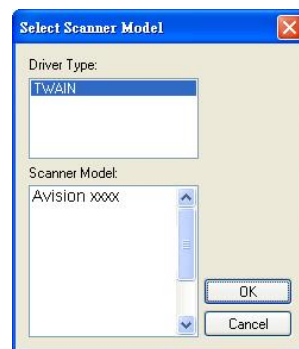 Select Scanner Model
Driver Type:
TWAIN
Scanner Model:
Avision xxxx
OK
Cancel